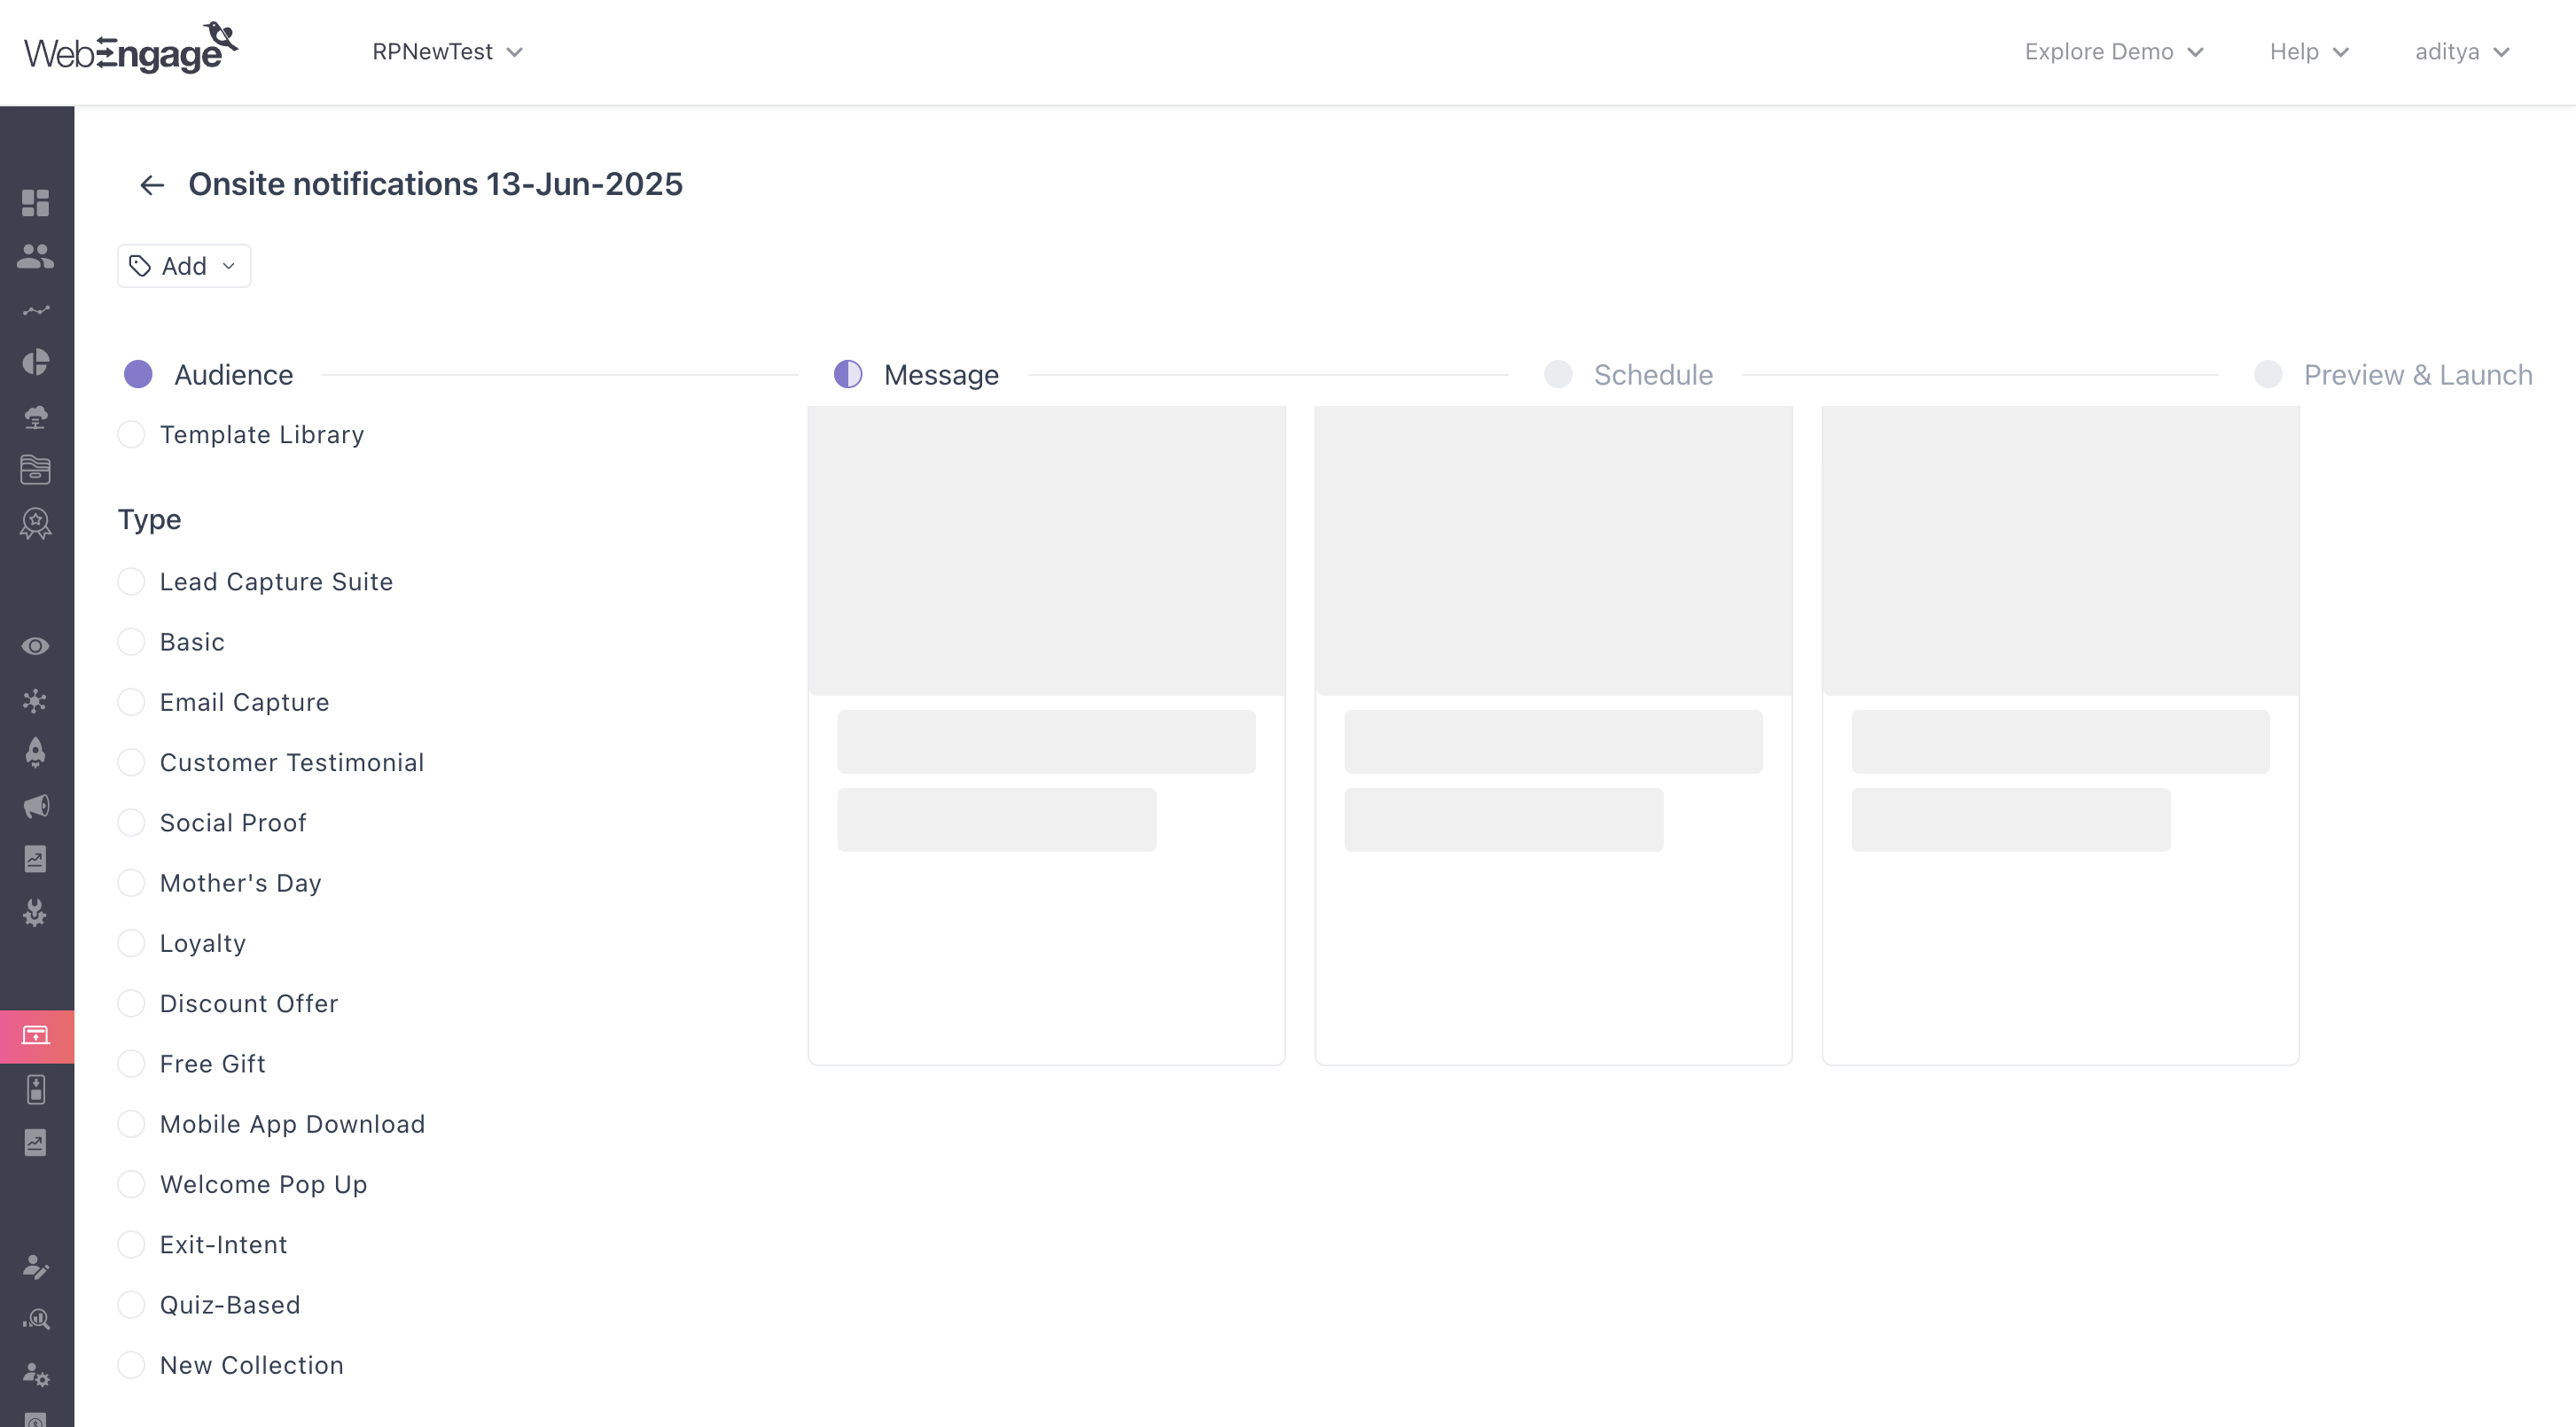 WebEngage
RPNewTest
Explore Demo
Help
aditya
Onsite notifications 13-Jun-2025
Add
Audience
Message
Schedule
Preview & Launch
Template Library
Type
Lead Capture Suite
Basic
Email Capture
Customer Testimonial
Social Proof
Mother's Day
Loyalty
Discount Offer
Free Gift
Mobile App Download
Welcome Pop Up
Exit-Intent
Quiz-Based
New Collection